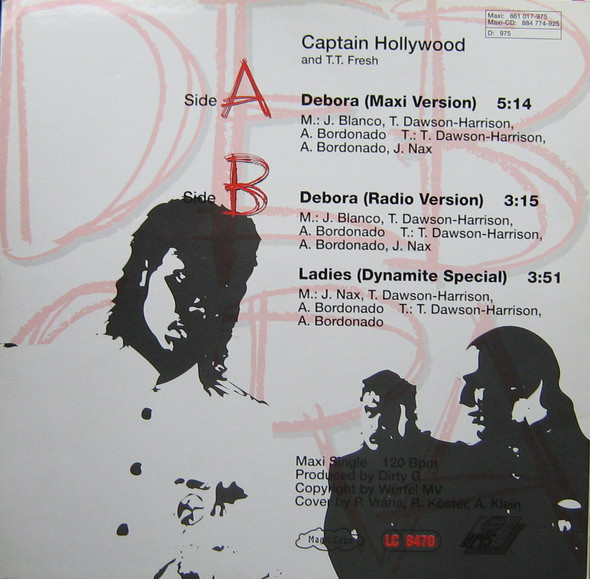 Maxi: 861 017-975
Maxi-CD: 884 774-925
D: 975
Captain Hollywood
and T.T. Fresh
Side A
Debora (Maxi Version) 5:14
M.: J. Blanco, T. Dawson-Harrison,
A. Bordonado T.: T. Dawson-Harrison,
A. Bordonado, J. Nax
Side B
Debora (Radio Version) 3:15
M.: J. Blanco, T. Dawson-Harrison,
A. Bordonado T.: T. Dawson-Harrison,
A. Bordonado, J. Nax
Ladies (Dynamite Special) 3:51
M.: J. Nax, T. Dawson-Harrison,
A. Bordonado T.: T. Dawson-Harrison,
A. Bordonado
Maxi Single 120 Bpm
Produced by Dirty G.
Copyright by Werfel MV
Cover by P. Vrána, R. Köster, A. Klein
LC 8470
DEB